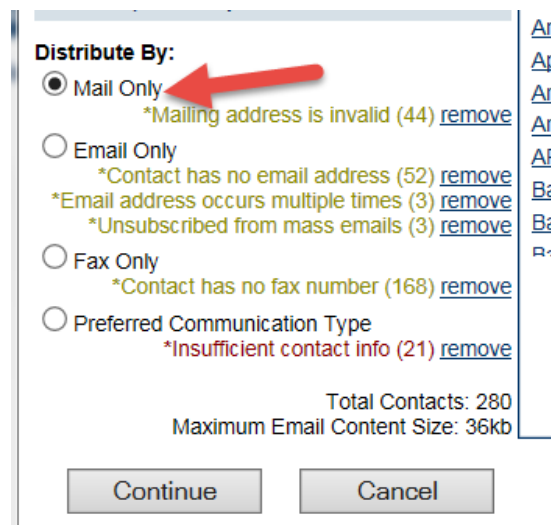 Distribute By:
Mail Only
*Mailing address is invalid (44) remove
Email Only
*Contact has no email address (52) remove
*Email address occurs multiple times (3) remove
*Unsubscribed from mass emails (3) remove
Fax Only
*Contact has no fax number (168) remove
Preferred Communication Type
*Insufficient contact info (21) remove
Total Contacts: 280
Maximum Email Content Size: 36kb
Continue
Cancel